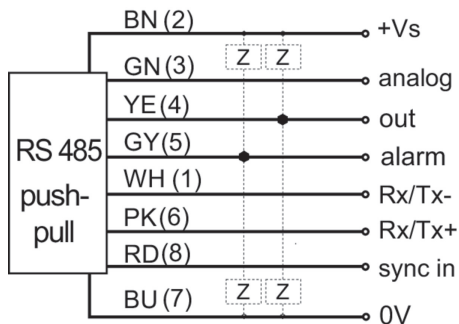 BN (2) +Vs
Z Z
GN (3) analog
YE (4) out
RS 485 push-pull
GY (5) alarm
WH (1) Rx/Tx-
PK (6) Rx/Tx+
RD (8) sync in
Z Z
BU (7) 0V